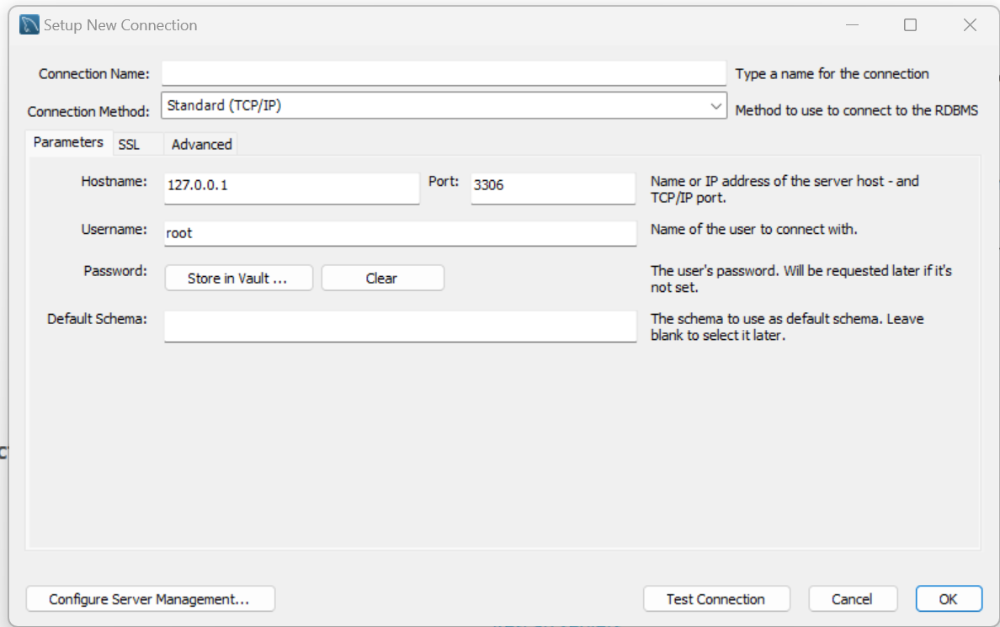 Setup New Connection
Connection Name:
Type a name for the connection
Connection Method:
Standard (TCP/IP)
Method to use to connect to the RDBMS
Parameters
SSL
Advanced
Hostname:
127.0.0.1
Port:
3306
Name or IP address of the server host - and
TCP/IP port.
Username:
root
Name of the user to connect with.
Password:
Store in Vault ...
Clear
The user's password. Will be requested later if it's
not set.
Default Schema:
The schema to use as default schema. Leave
blank to select it later.
Configure Server Management...
Test Connection
Cancel
OK